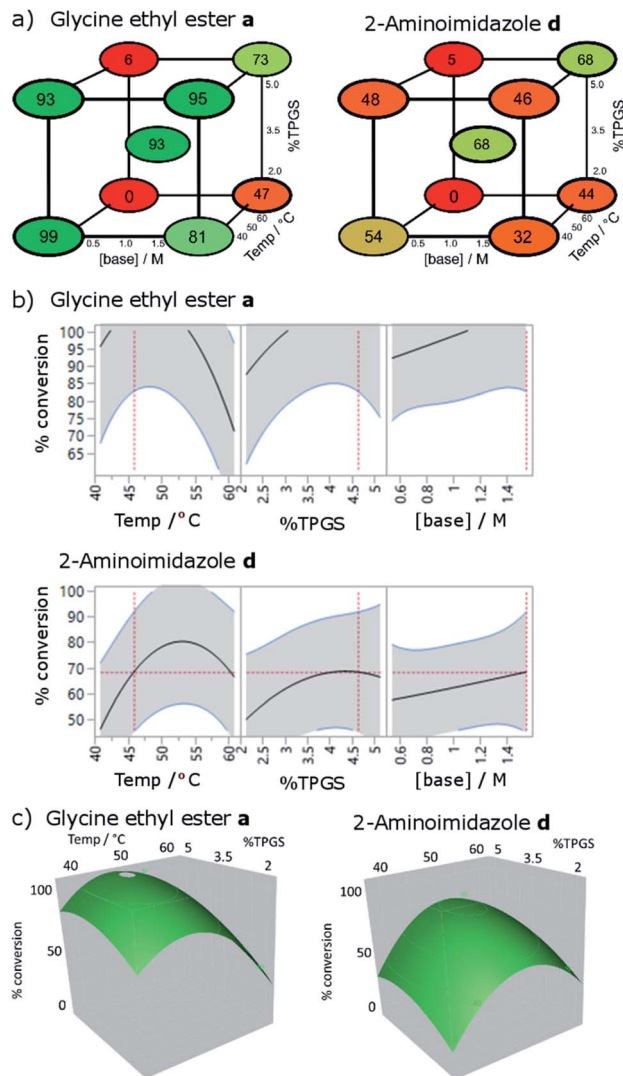 a) Glycine ethyl ester a
2-Aminoimidazole d
6
73
93
95
93
0
47
99
81
5.0
3.5
2.0
%TPGS
60
50
40
Temp / °C
0.5
1.0
1.5
[base] / M
5
68
48
46
68
0
44
54
32
5.0
3.5
2.0
%TPGS
60
50
40
Temp / °C
0.5
1.0
1.5
[base] / M
b) Glycine ethyl ester a
% conversion
100
95
90
85
80
75
70
65
40 45 50 55 60
Temp / °C
2 2.5 3 3.5 4 4.5 5
%TPGS
0.6 0.8 1 1.2 1.4
[base] / M
2-Aminoimidazole d
% conversion
100
90
80
70
60
50
40 45 50 55 60
Temp / °C
2 2.5 3 3.5 4 4.5 5
%TPGS
0.6 0.8 1 1.2 1.4
[base] / M
c) Glycine ethyl ester a
2-Aminoimidazole d
Temp / °C
40 50 60
%TPGS
5 3.5 2
% conversion
100
50
0
Temp / °C
40 50 60
%TPGS
5 3.5 2
% conversion
100
50
0